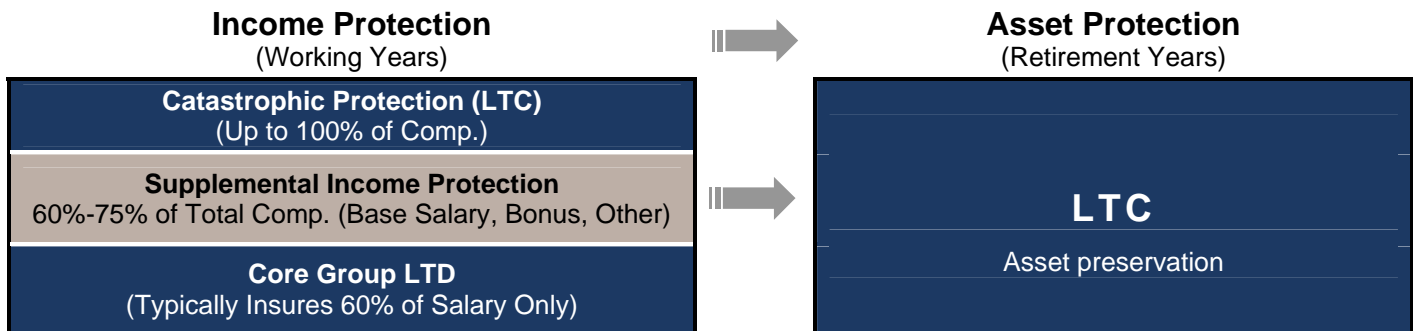 Income Protection
(Working Years)
Catastrophic Protection (LTC)
(Up to 100% of Comp.)
Supplemental Income Protection
60%-75% of Total Comp. (Base Salary, Bonus, Other)
Core Group LTD
(Typically Insures 60% of Salary Only)
Asset Protection
(Retirement Years)
LTC
Asset preservation